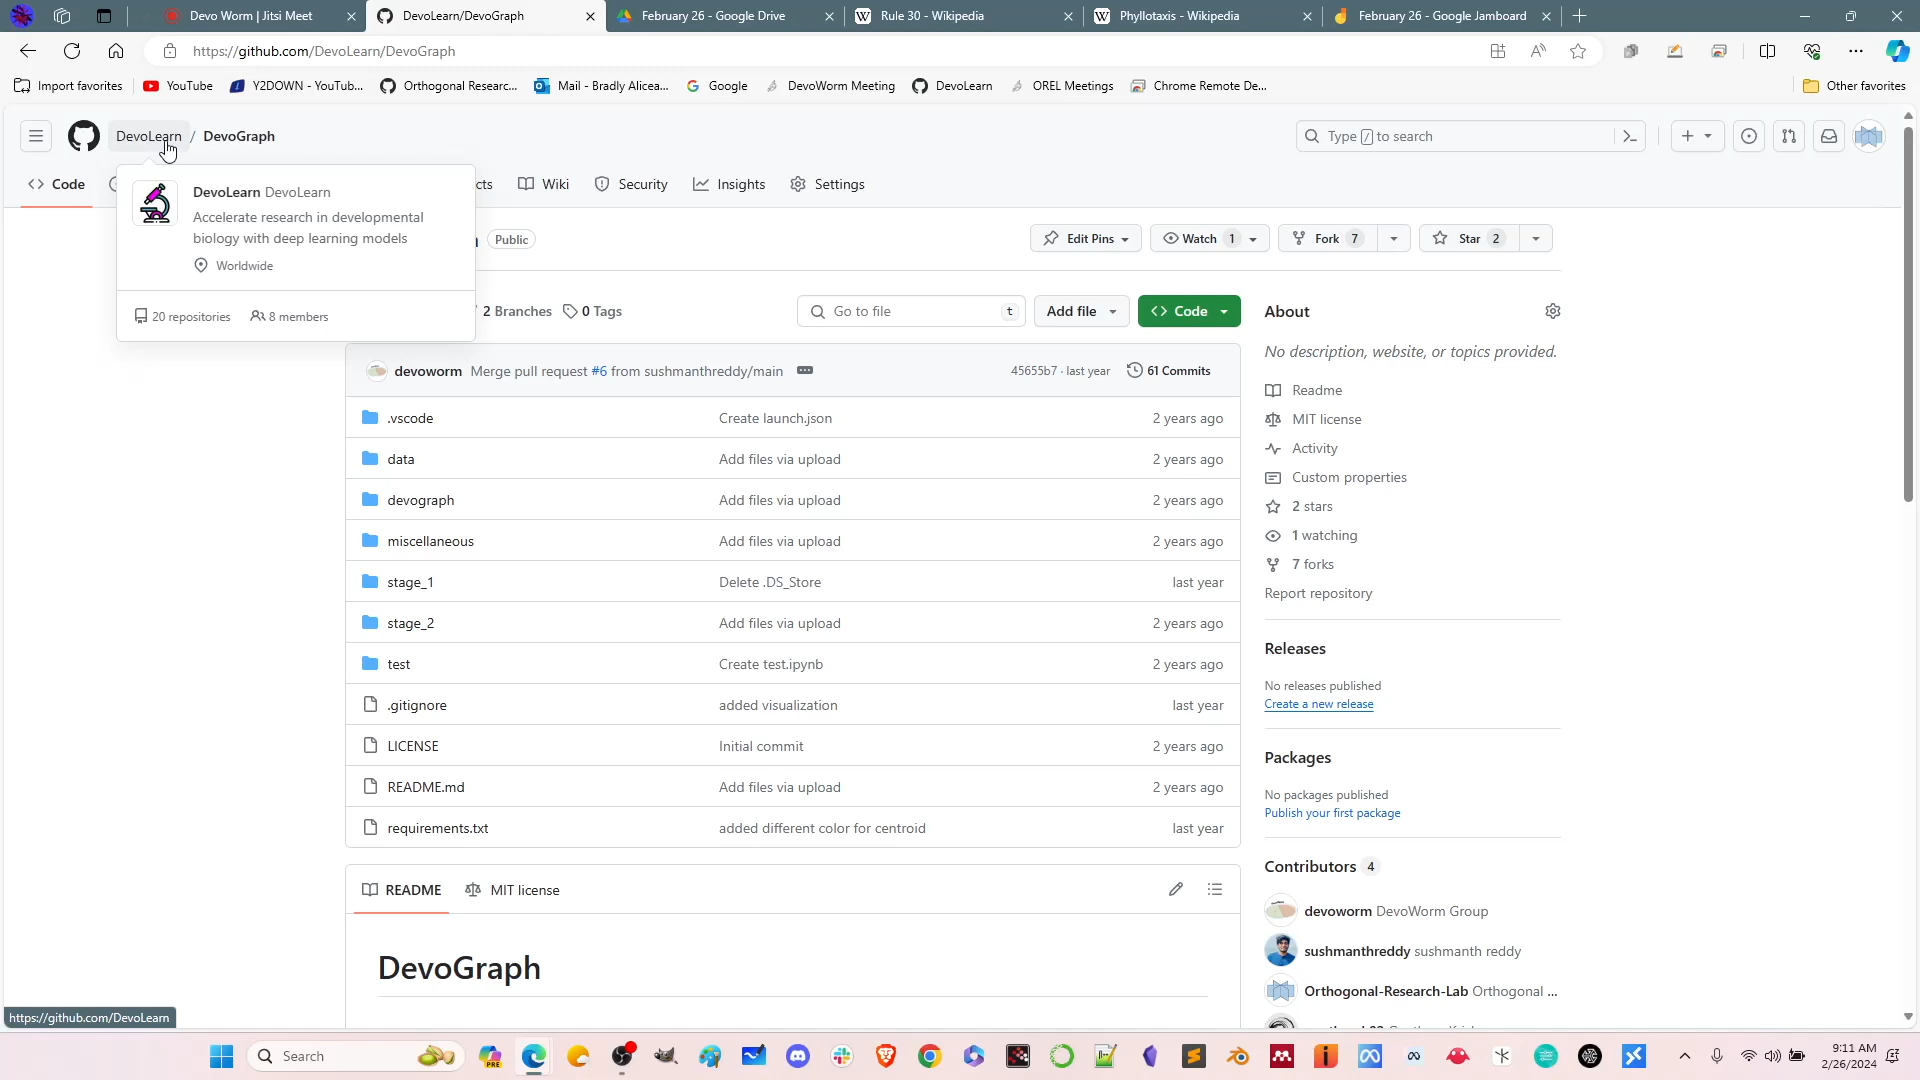 Devo Worm | Jitsi Meet
DevoLearn/DevoGraph
February 26 - Google Drive
Rule 30 - Wikipedia
Phyllotaxis - Wikipedia
February 26 - Google Jamboard
https://github.com/DevoLearn/DevoGraph
Import favorites
YouTube
Y2DOWN - YouTub...
Orthogonal Researc...
Mail - Bradly Alicea...
Google
DevoWorm Meeting
DevoLearn
OREL Meetings
Chrome Remote De...
Other favorites
DevoLearn / DevoGraph
Type / to search
Code
cts
Wiki
Security
Insights
Settings
DevoLearn DevoLearn
Accelerate research in developmental
biology with deep learning models
Worldwide
20 repositories 8 members
Public
Edit Pins
Watch 1
Fork 7
Star 2
2 Branches 0 Tags
Go to file t
Add file
Code
devoworm Merge pull request #6 from sushmanthreddy/main 45655b7 · last year 61 Commits
.vscode Create launch.json 2 years ago
data Add files via upload 2 years ago
devograph Add files via upload 2 years ago
miscellaneous Add files via upload 2 years ago
stage_1 Delete .DS_Store last year
stage_2 Add files via upload 2 years ago
test Create test.ipynb 2 years ago
.gitignore added visualization last year
LICENSE Initial commit 2 years ago
README.md Add files via upload 2 years ago
requirements.txt added different color for centroid last year
README MIT license
DevoGraph
About
No description, website, or topics provided.
Readme
MIT license
Activity
Custom properties
2 stars
1 watching
7 forks
Report repository
Releases
No releases published
Create a new release
Packages
No packages published
Publish your first package
Contributors 4
devoworm DevoWorm Group
sushmanthreddy sushmanth reddy
Orthogonal-Research-Lab Orthogonal ...
https://github.com/DevoLearn
Search
PRE
9:11 AM
2/26/2024